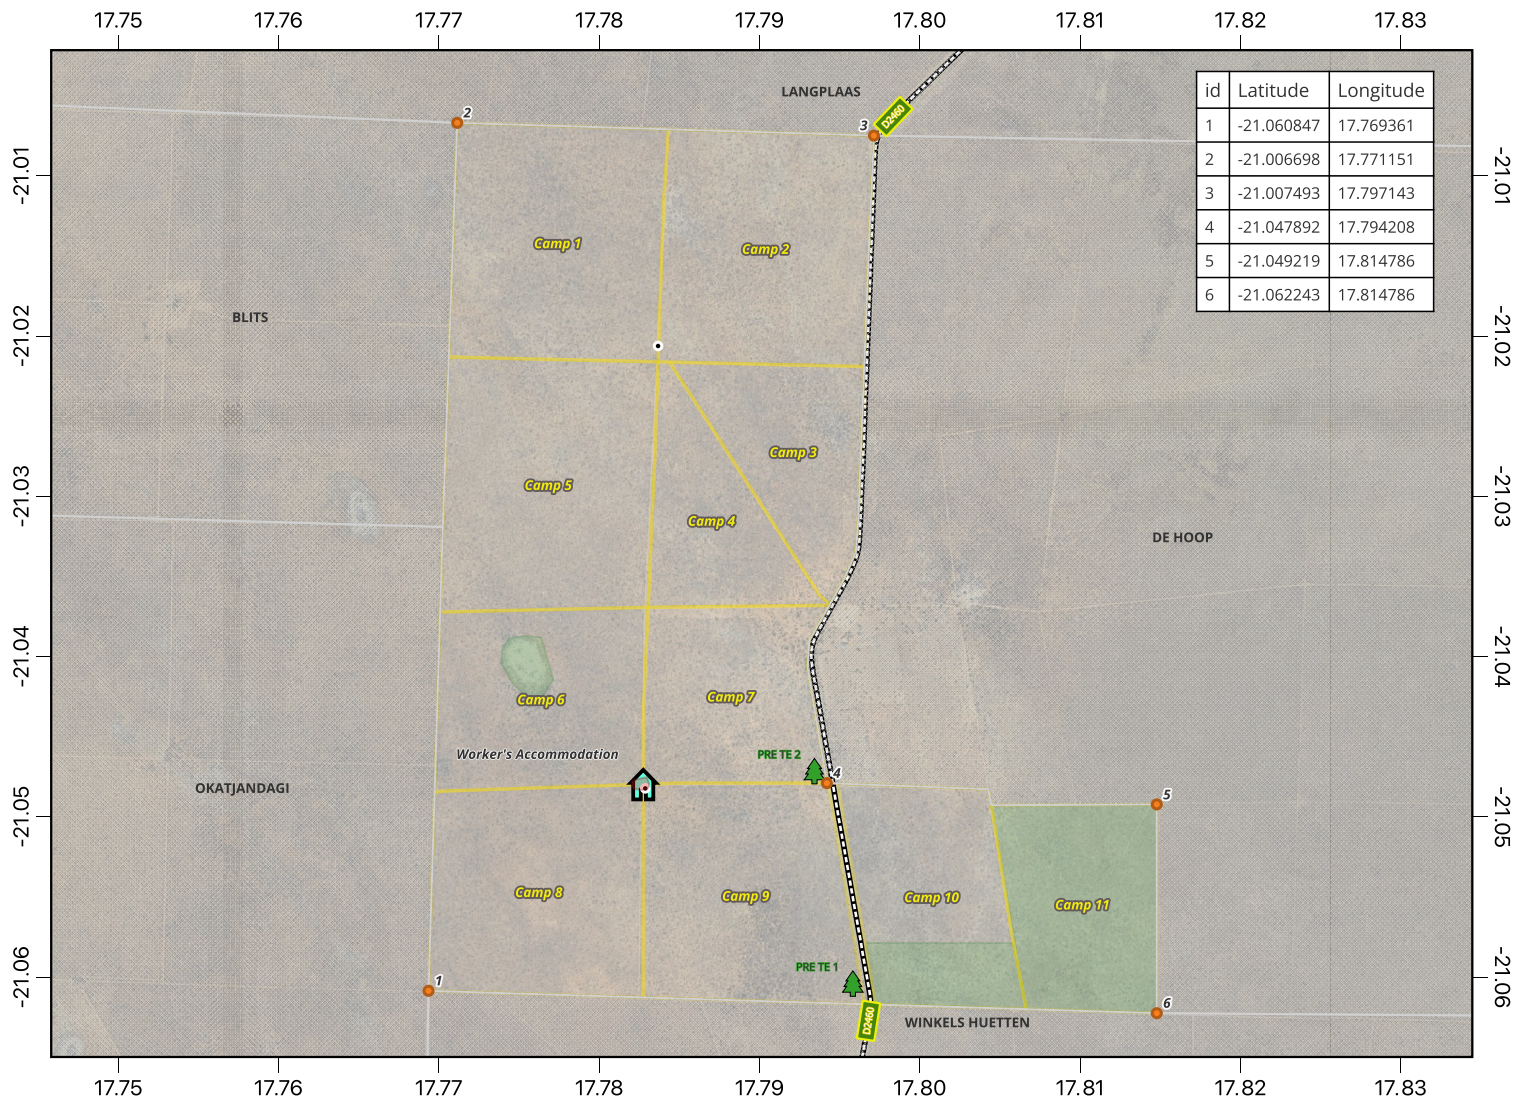 17.75 17.76 17.77 17.78 17.79 17.80 17.81 17.82 17.83
id Latitude Longitude
1 -21.060847 17.769361
2 -21.006698 17.771151
3 -21.007493 17.797143
4 -21.047892 17.794208
5 -21.049219 17.814786
6 -21.062243 17.814786
LANGPLAAS
2
3
D2460
-21.01
-21.01
Camp 1
Camp 2
BLITS
-21.02
-21.02
Camp 3
Camp 5
Camp 4
-21.03
-21.03
DE HOOP
-21.04
-21.04
Camp 6
Camp 7
Worker's Accommodation
PRE TE 2
4
OKATJANDAGI
5
-21.05
-21.05
Camp 8
Camp 9
Camp 10
Camp 11
PRE TE 1
-21.06
-21.06
1
6
D2460
WINKELS HUETTEN
17.75 17.76 17.77 17.78 17.79 17.80 17.81 17.82 17.83